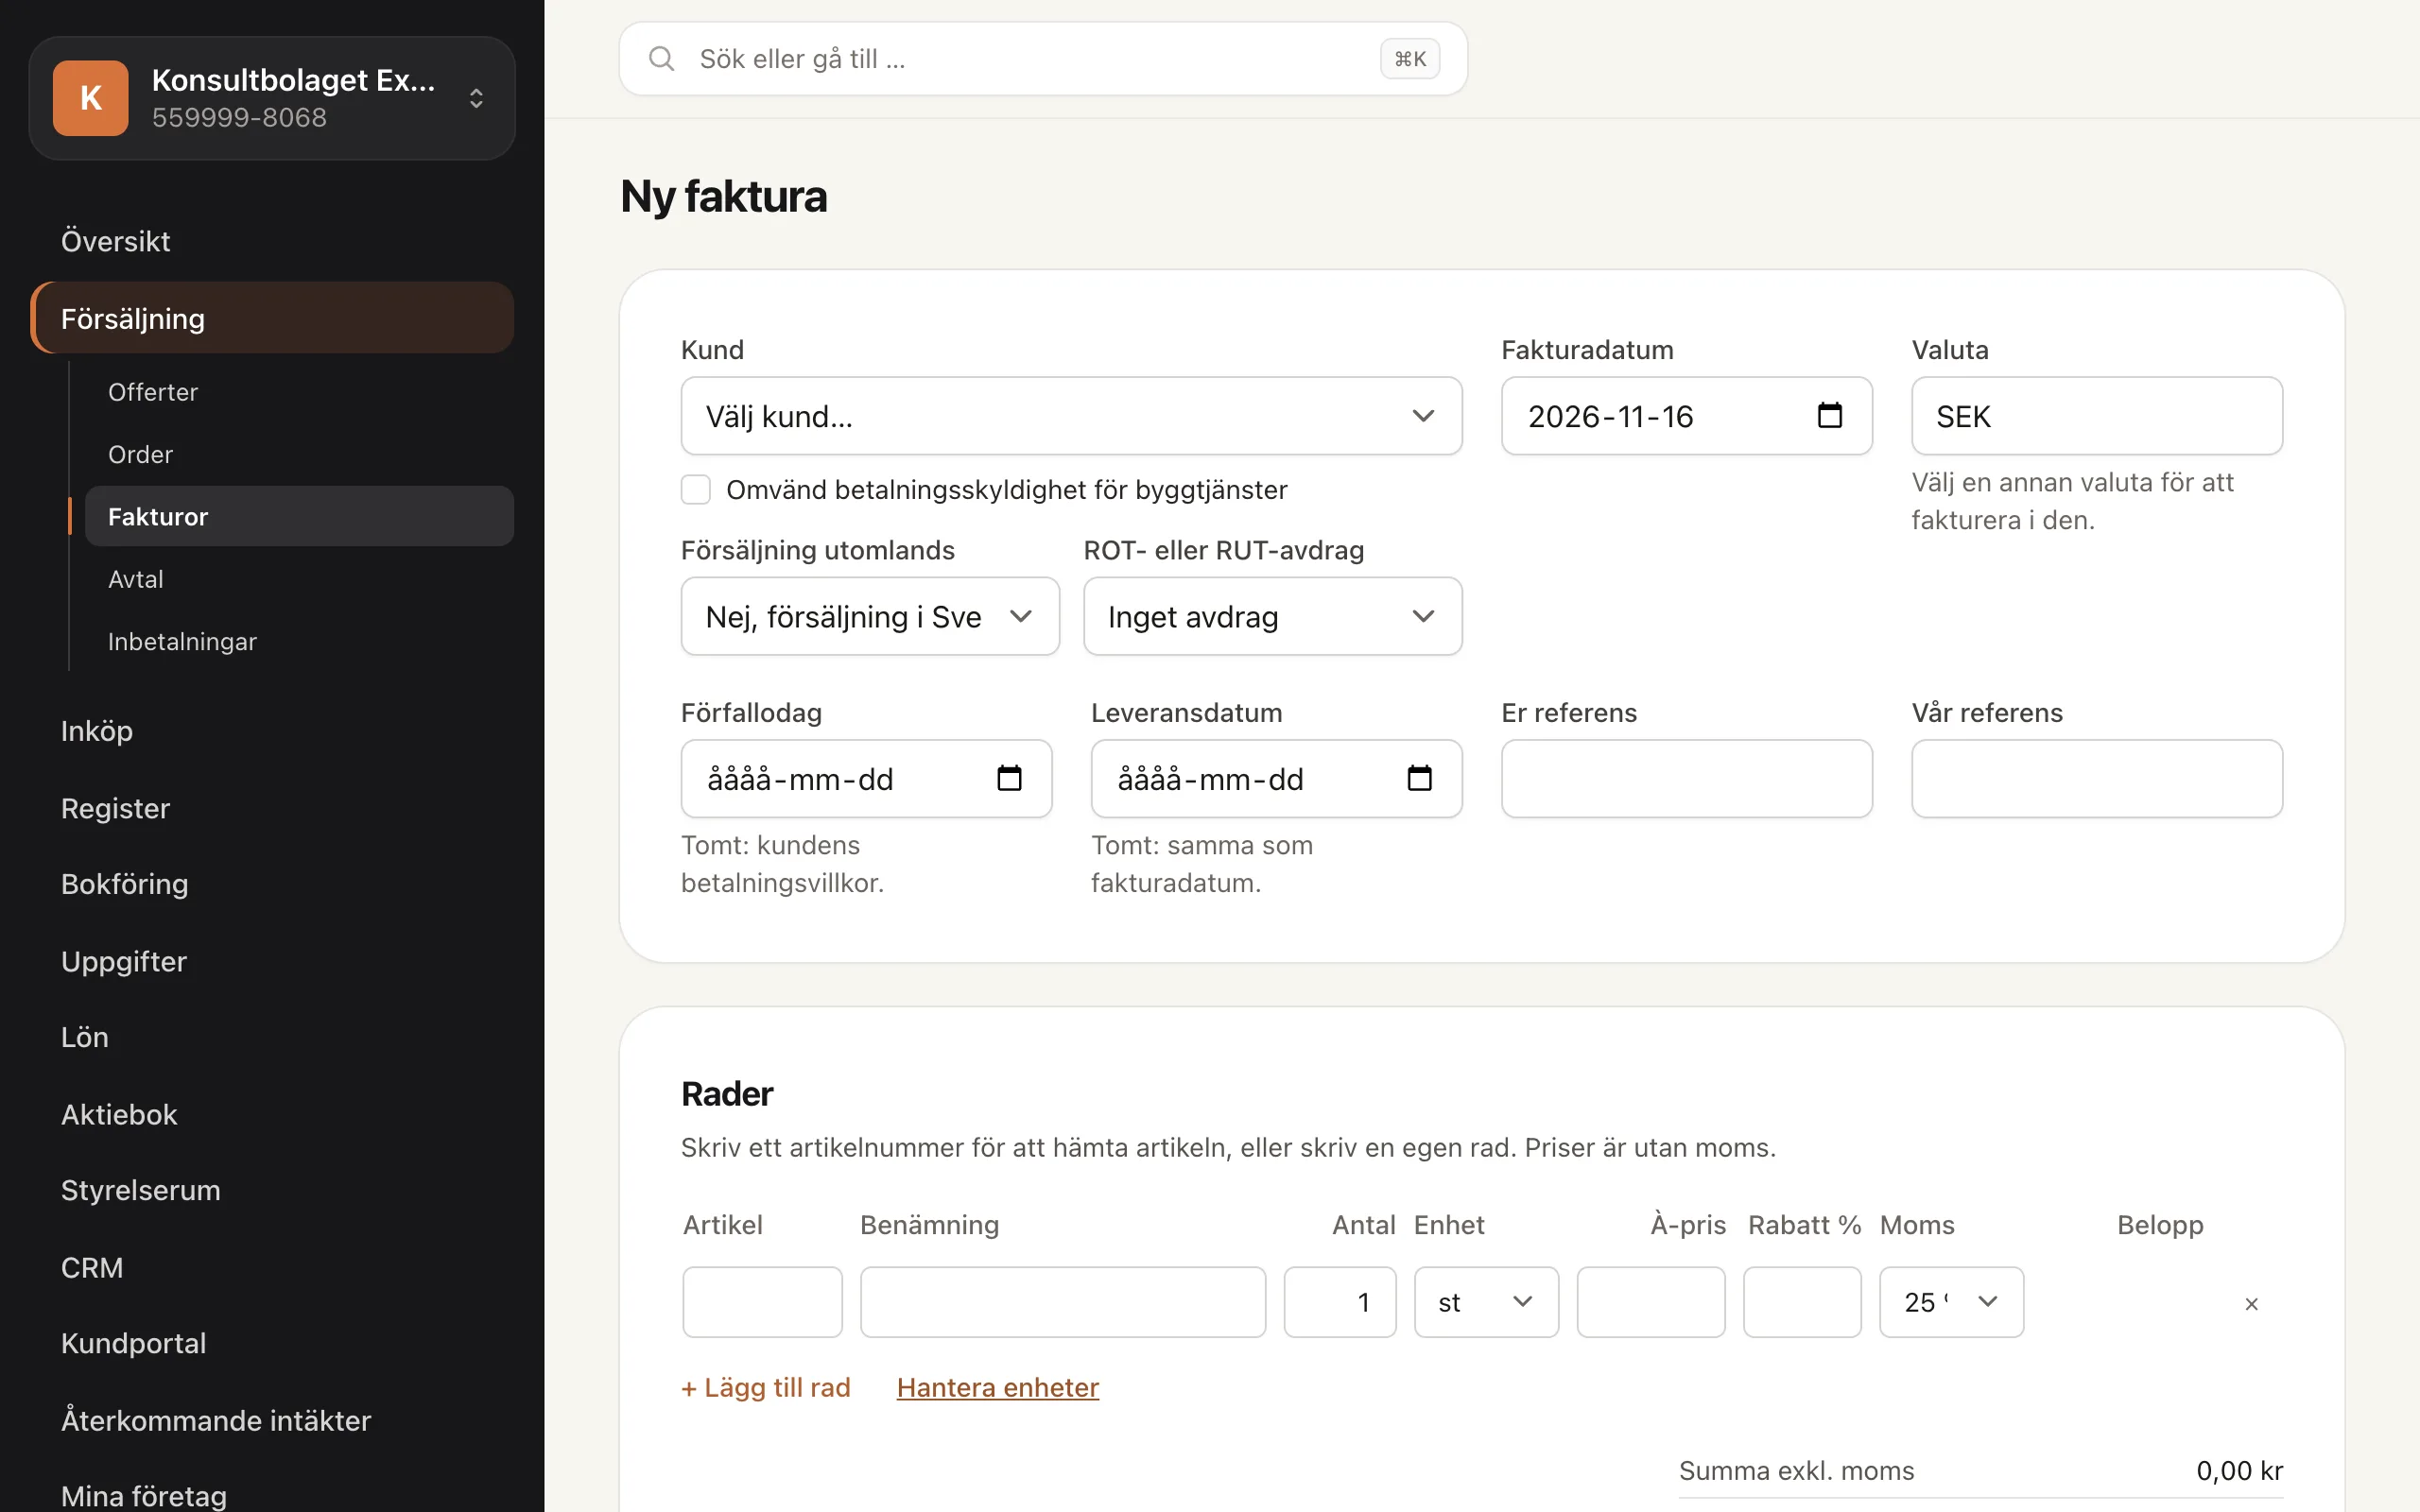 K
Konsultbolaget Ex...
559999-8068
Översikt
Försäljning
Offerter
Order
Fakturor
Avtal
Inbetalningar
Inköp
Register
Bokföring
Uppgifter
Lön
Aktiebok
Styrelserum
CRM
Kundportal
Återkommande intäkter
Mina företag
Sök eller gå till ...
⌘K
Ny faktura
Kund
Fakturadatum
Valuta
Välj kund...
2026-11-16
SEK
Omvänd betalningsskyldighet för byggtjänster
Välj en annan valuta för att
fakturera i den.
Försäljning utomlands
ROT- eller RUT-avdrag
Nej, försäljning i Sve
Inget avdrag
Förfallodag
Leveransdatum
Er referens
Vår referens
åååå-mm-dd
åååå-mm-dd
Tomt: kundens
betalningsvillkor.
Tomt: samma som
fakturadatum.
Rader
Skriv ett artikelnummer för att hämta artikeln, eller skriv en egen rad. Priser är utan moms.
Artikel Benämning Antal Enhet À-pris Rabatt % Moms Belopp
1 st 25 ×
+ Lägg till rad Hantera enheter
Summa exkl. moms 0,00 kr